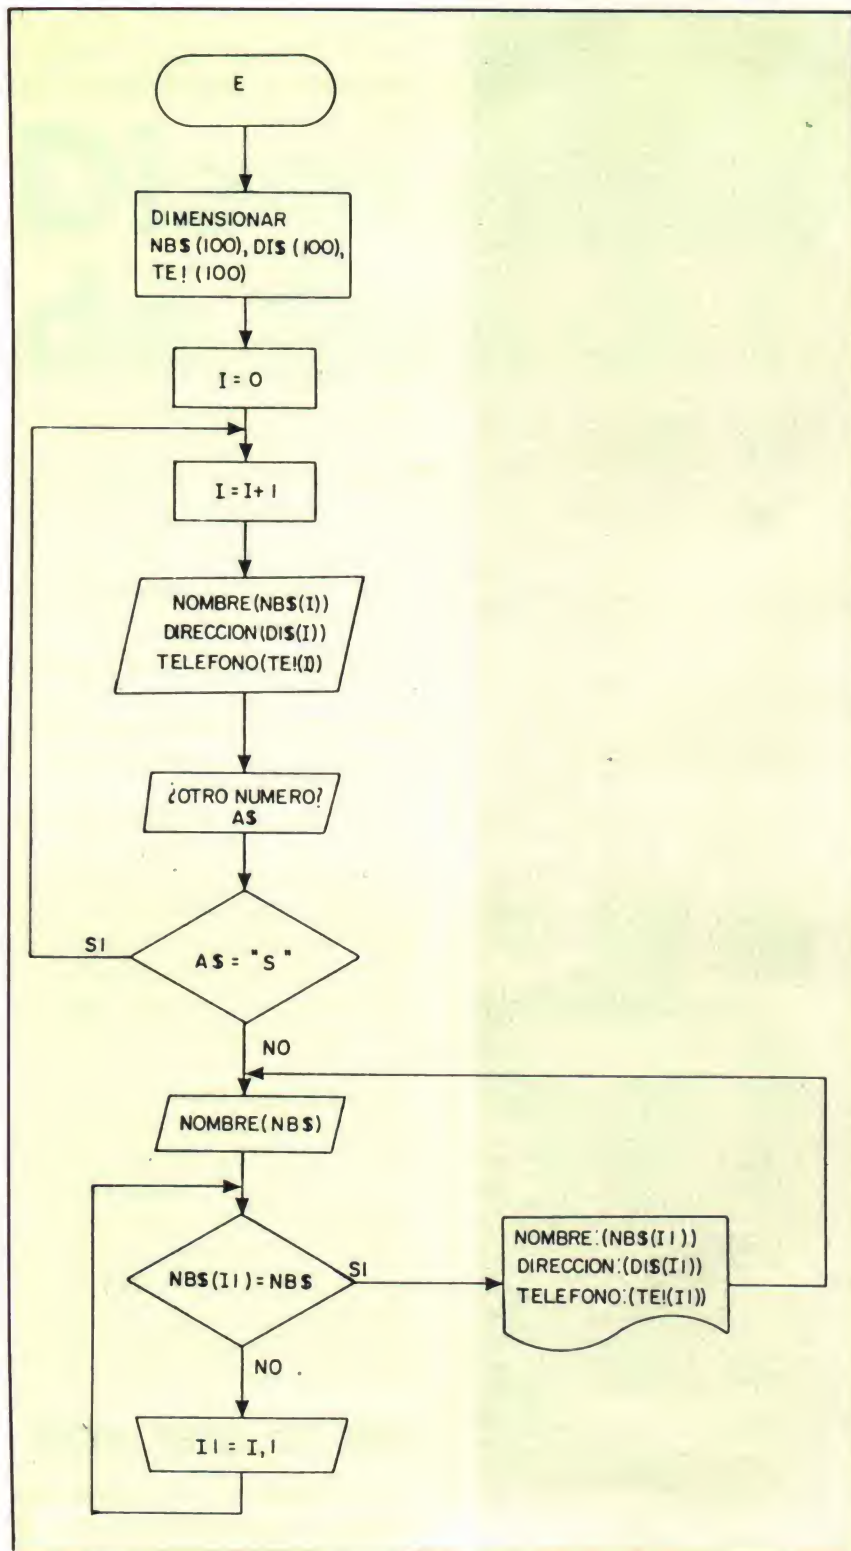 E
DIMENSIONAR
NB$ (100), DI$ (100),
TE! (100)
I = 0
I = I + 1
NOMBRE(NB$(I))
DIRECCION(DI$(I))
TELEFONO(TE!(I)
¿OTRO NUMERO?
A$
SI
A$ = "S"
NO
NOMBRE(NB$)
NB$(I1) = NB$
SI
NOMBRE:(NB$(I1))
DIRECCION:(DI$(I1))
TELEFONO:(TE!(I1))
NO
I1 = I, 1